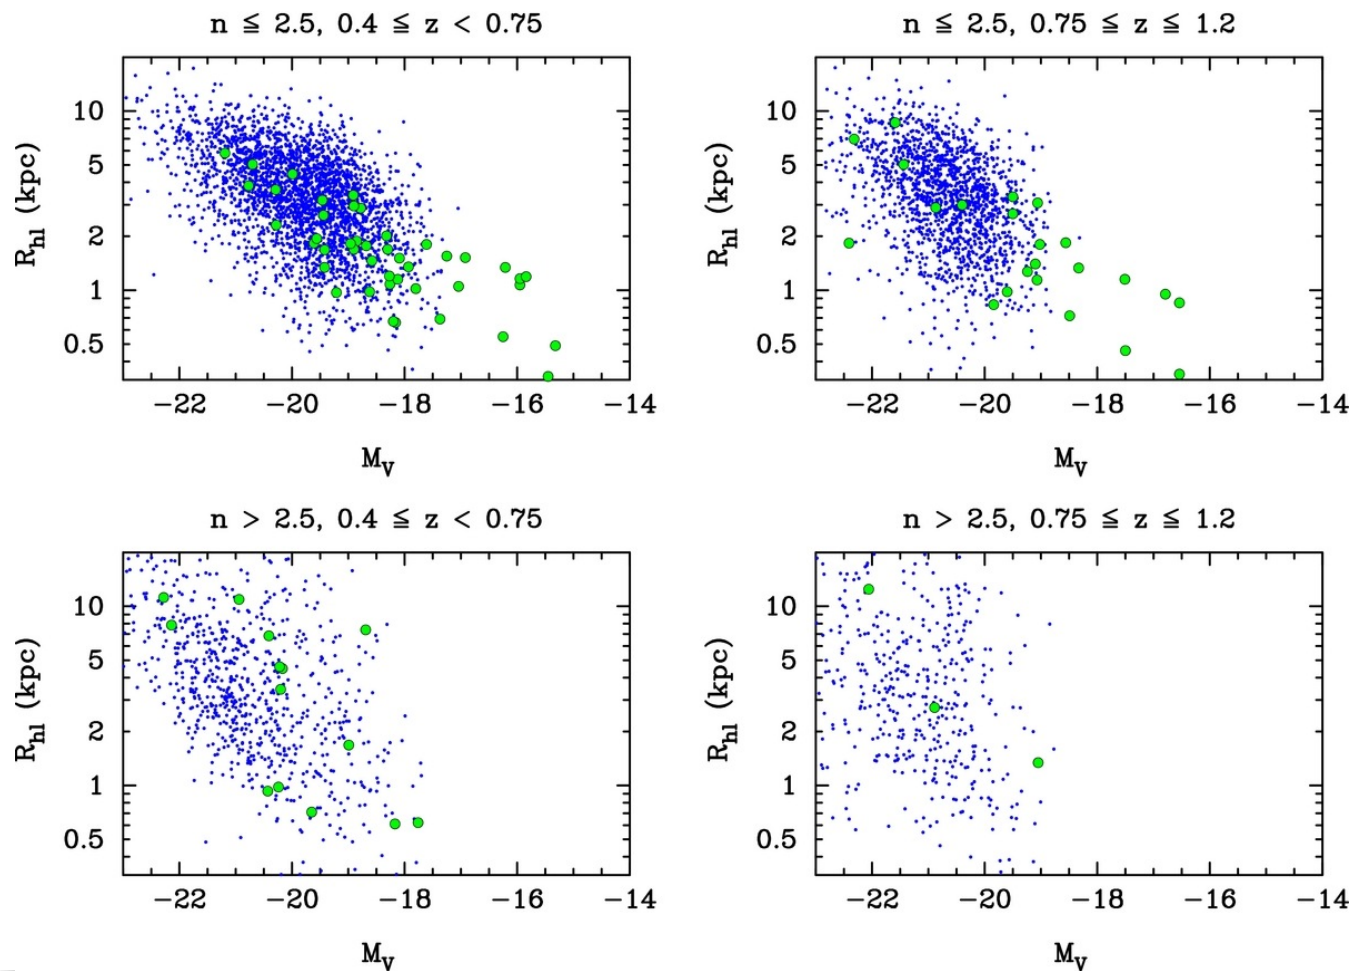 n ≦ 2.5, 0.4 ≦ z < 0.75
10
5
2
1
0.5
R_hl (kpc)
−22 −20 −18 −16 −14
M_V
n ≦ 2.5, 0.75 ≦ z ≦ 1.2
10
5
2
1
0.5
R_hl (kpc)
−22 −20 −18 −16 −14
M_V
n > 2.5, 0.4 ≦ z < 0.75
10
5
2
1
0.5
R_hl (kpc)
−22 −20 −18 −16 −14
M_V
n > 2.5, 0.75 ≦ z ≦ 1.2
10
5
2
1
0.5
R_hl (kpc)
−22 −20 −18 −16 −14
M_V